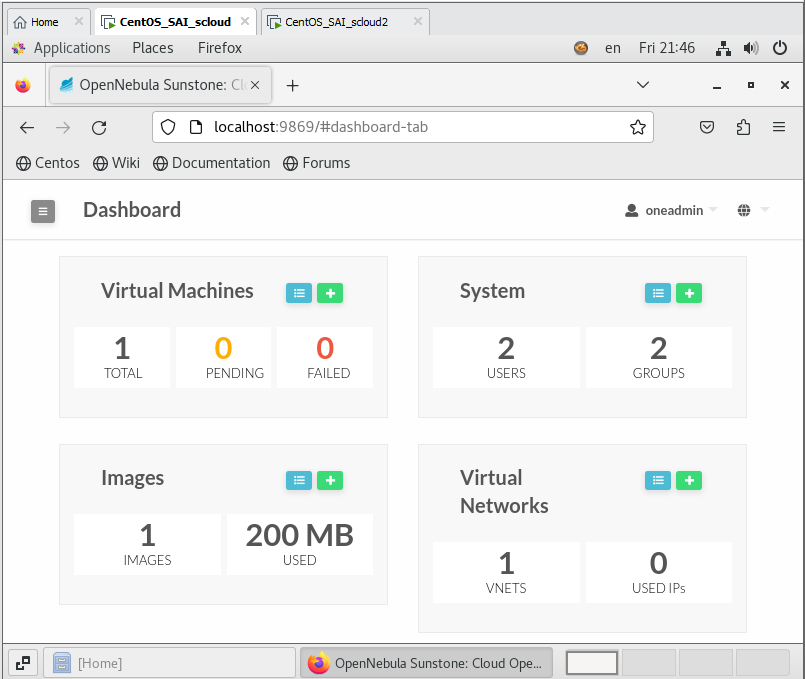 Home CentOS_SAI_scloud CentOS_SAI_scloud2
Applications Places Firefox en Fri 21:46
OpenNebula Sunstone: Clo
localhost:9869/#dashboard-tab
Centos Wiki Documentation Forums
Dashboard oneadmin
Virtual Machines
1 0 0
TOTAL PENDING FAILED
System
2 2
USERS GROUPS
Images
1 200 MB
IMAGES USED
Virtual
Networks
1 0
VNETS USED IPs
[Home] OpenNebula Sunstone: Cloud Ope...